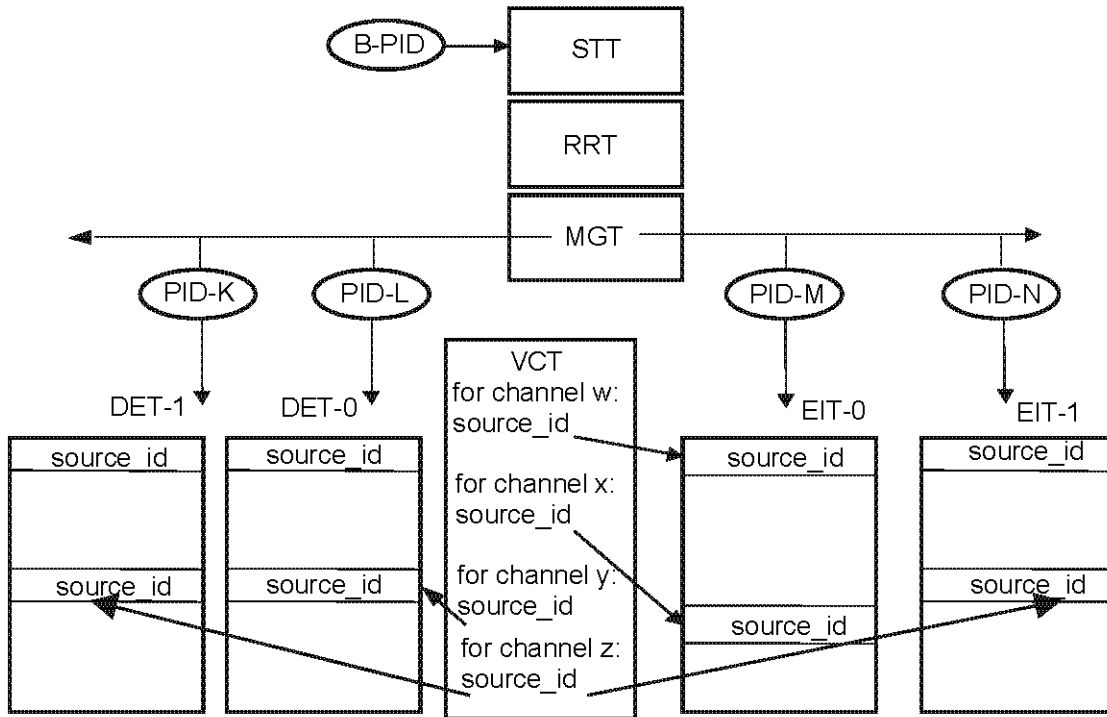 B-PID
STT
RRT
MGT
PID-K
PID-L
PID-M
PID-N
DET-1
DET-0
VCT
for channel w:
source_id
for channel x:
source_id
for channel y:
source_id
for channel z:
source_id
EIT-0
EIT-1
source_id
source_id
source_id
source_id
source_id
source_id
source_id
source_id